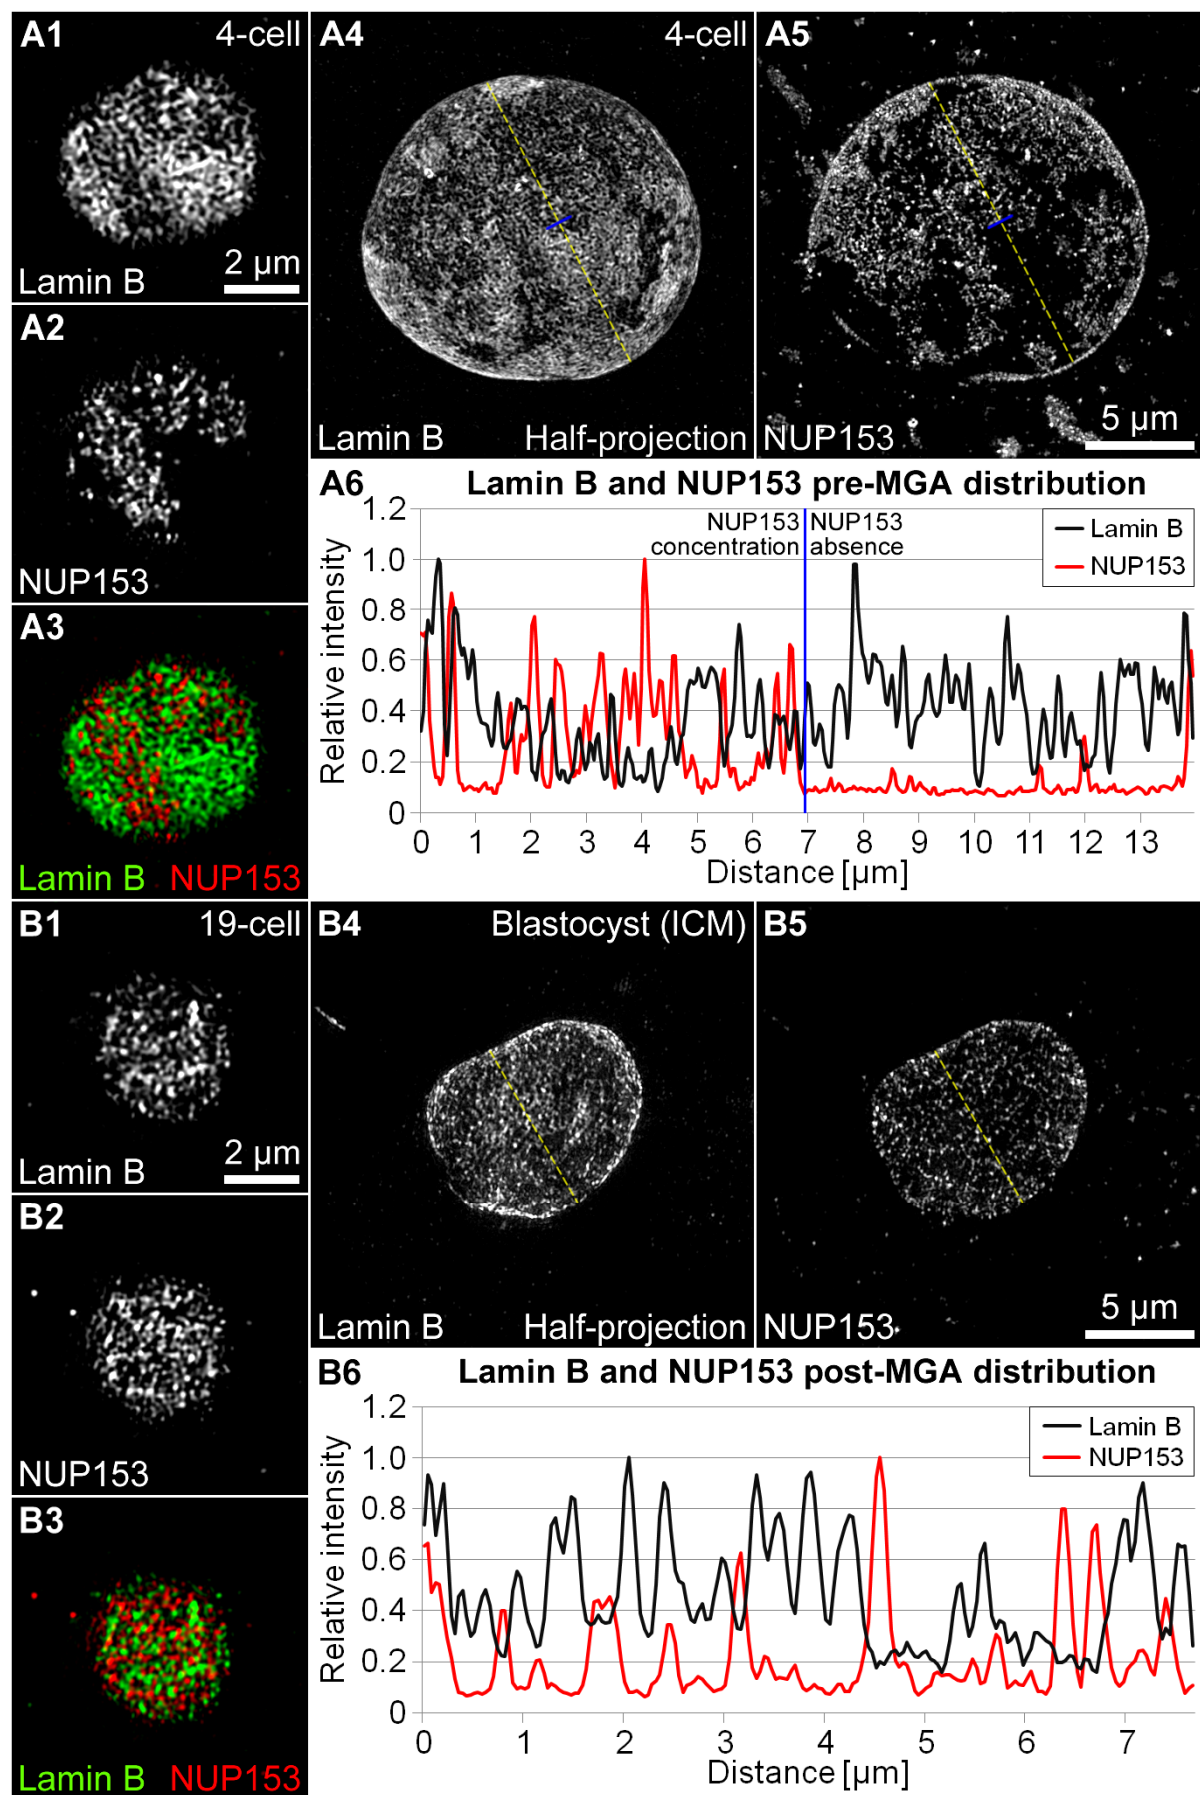 A1 4-cell
Lamin B 2 µm
A2
NUP153
A3
Lamin B NUP153
A4 4-cell
Lamin B Half-projection
A5
NUP153 5 µm
A6 Lamin B and NUP153 pre-MGA distribution
1.2
1.0
0.8
0.6
0.4
0.2
0
Relative intensity
NUP153 NUP153
concentration absence
Lamin B
NUP153
0 1 2 3 4 5 6 7 8 9 10 11 12 13
Distance [µm]
B1 19-cell
Lamin B 2 µm
B2
NUP153
B3
Lamin B NUP153
B4 Blastocyst (ICM)
Lamin B Half-projection
B5
NUP153 5 µm
B6 Lamin B and NUP153 post-MGA distribution
1.2
1.0
0.8
0.6
0.4
0.2
0
Relative intensity
Lamin B
NUP153
0 1 2 3 4 5 6 7
Distance [µm]